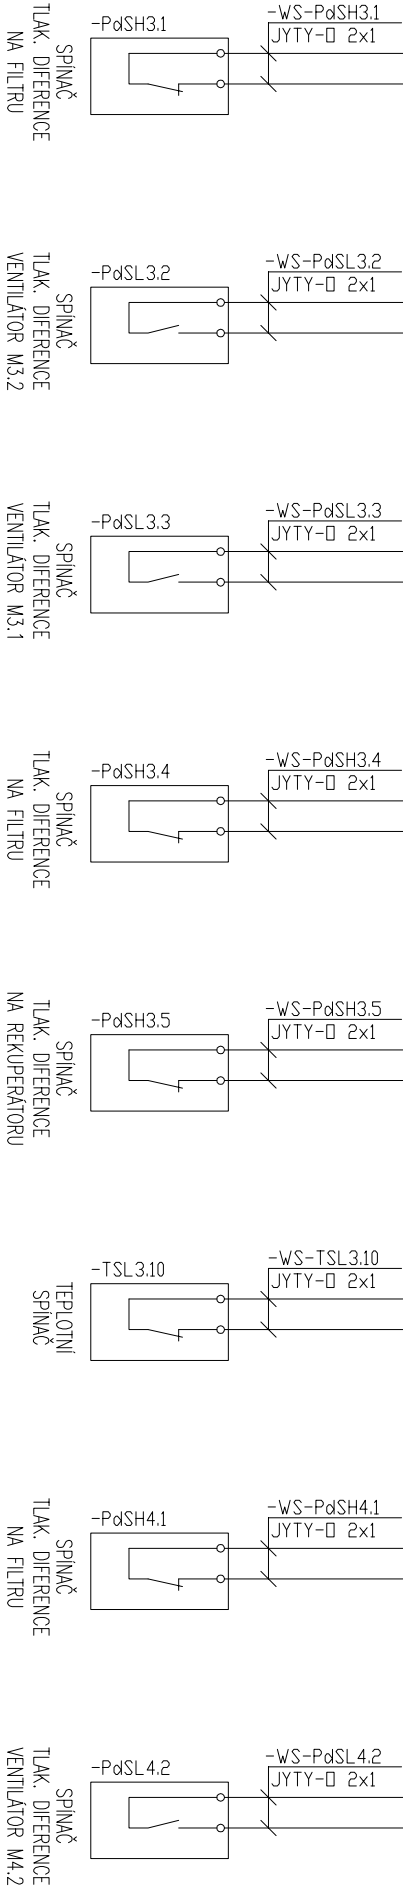 -WS-PdSH3.1
JYTY-▯ 2x1
-PdSH3.1
SPÍNAČ
TLAK. DIFERENCE
NA FILTRU
-WS-PdSL3.2
JYTY-▯ 2x1
-PdSL3.2
SPÍNAČ
TLAK. DIFERENCE
VENTILÁTOR M3.2
-WS-PdSL3.3
JYTY-▯ 2x1
-PdSL3.3
SPÍNAČ
TLAK. DIFERENCE
VENTILÁTOR M3.1
-WS-PdSH3.4
JYTY-▯ 2x1
-PdSH3.4
SPÍNAČ
TLAK. DIFERENCE
NA FILTRU
-WS-PdSH3.5
JYTY-▯ 2x1
-PdSH3.5
SPÍNAČ
TLAK. DIFERENCE
NA REKUPERÁTORU
-WS-TSL3.10
JYTY-▯ 2x1
-TSL3.10
TEPLOTNÍ
SPÍNAČ
-WS-PdSH4.1
JYTY-▯ 2x1
-PdSH4.1
SPÍNAČ
TLAK. DIFERENCE
NA FILTRU
-WS-PdSL4.2
JYTY-▯ 2x1
-PdSL4.2
SPÍNAČ
TLAK. DIFERENCE
VENTILÁTOR M4.2